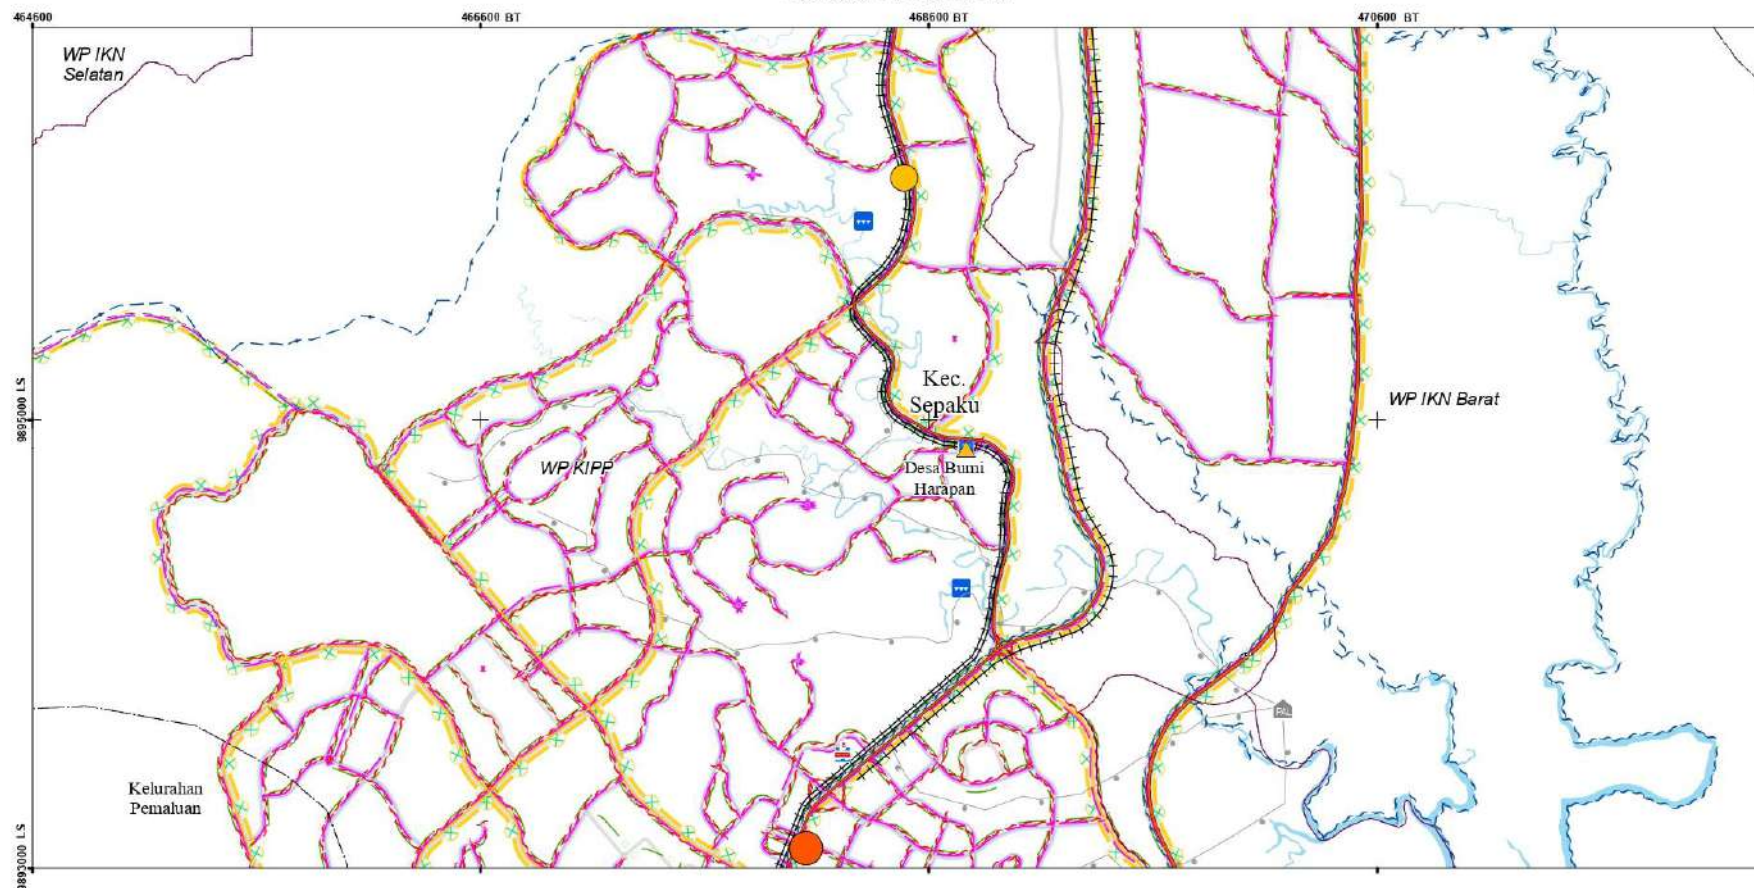 464600
466600 BT
468600 BT
470600 BT
WP IKN
Selatan
Kec.
Sepaku
9895000 LS
WP IKN Barat
WP KIPP
Desa Bumi
Harapan
PAL
Kelurahan
Pemaluan
9893000 LS